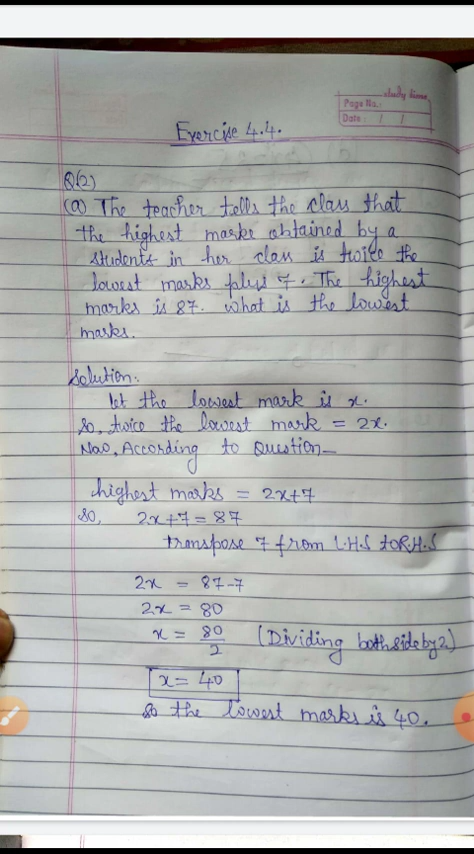 study time
Page No.:
Date: / /
Exercise 4.4.
Q(2)
(a) The teacher tells the class that
the highest marks obtained by a
students in her class is twice the
lowest marks plus 7. The highest
marks is 87. what is the lowest
marks.
Solution:
let the lowest mark is x.
So, twice the lowest mark = 2x.
Now, According to Question-
highest marks = 2x+7
So, 2x+7 = 87
transpose 7 from L.H.S to R.H.S
2x = 87-7
2x = 80
x = 80/2 (Dividing both side by 2)
x = 40
so the lowest marks is 40.